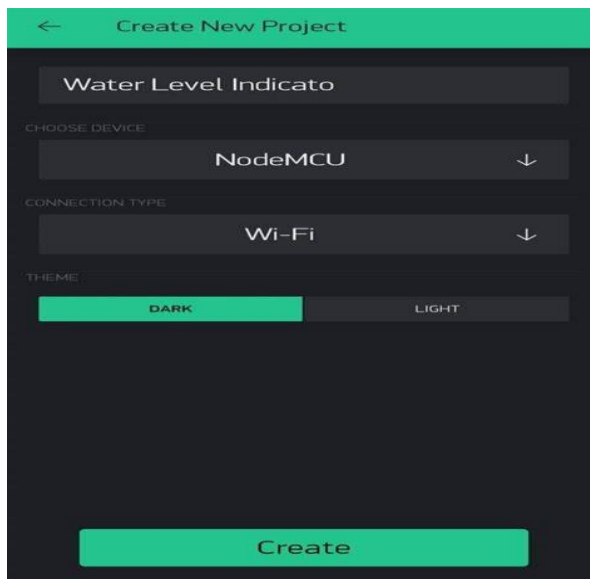 Create New Project
Water Level Indicato
CHOOSE DEVICE
NodeMCU
CONNECTION TYPE
Wi-Fi
THEME
DARK LIGHT
Create